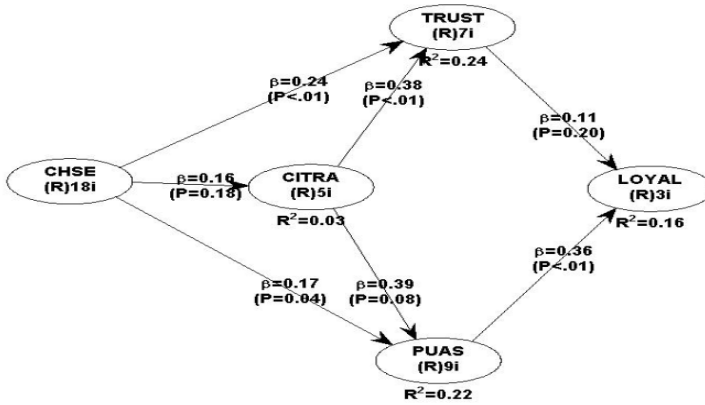 TRUST
(R)7i
R²=0.24
β=0.24
(P<.01)
β=0.38
(P<.01)
β=0.11
(P=0.20)
CHSE
(R)18i
β=0.16
(P=0.18)
CITRA
(R)5i
R²=0.03
LOYAL
(R)3i
R²=0.16
β=0.17
(P=0.04)
β=0.39
(P=0.08)
β=0.36
(P<.01)
PUAS
(R)9i
R²=0.22